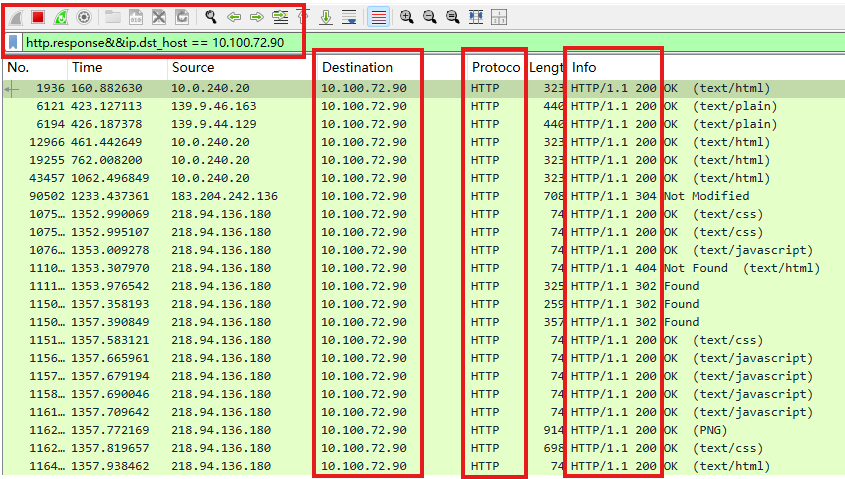 http.response&&ip.dst_host == 10.100.72.90
No. Time Source Destination Protoco Lengt Info
1936 160.882630 10.0.240.20 10.100.72.90 HTTP 323 HTTP/1.1 200 OK (text/html)
6121 423.127113 139.9.46.163 10.100.72.90 HTTP 440 HTTP/1.1 200 OK (text/plain)
6194 426.187378 139.9.44.129 10.100.72.90 HTTP 440 HTTP/1.1 200 OK (text/plain)
12966 461.442649 10.0.240.20 10.100.72.90 HTTP 323 HTTP/1.1 200 OK (text/html)
19255 762.008200 10.0.240.20 10.100.72.90 HTTP 323 HTTP/1.1 200 OK (text/html)
43457 1062.496849 10.0.240.20 10.100.72.90 HTTP 323 HTTP/1.1 200 OK (text/html)
90502 1233.437361 183.204.242.136 10.100.72.90 HTTP 708 HTTP/1.1 304 Not Modified
1075… 1352.990069 218.94.136.180 10.100.72.90 HTTP 74 HTTP/1.1 200 OK (text/css)
1075… 1352.995107 218.94.136.180 10.100.72.90 HTTP 74 HTTP/1.1 200 OK (text/css)
1076… 1353.009278 218.94.136.180 10.100.72.90 HTTP 74 HTTP/1.1 200 OK (text/javascript)
1110… 1353.307970 218.94.136.180 10.100.72.90 HTTP 74 HTTP/1.1 404 Not Found (text/html)
1111… 1353.976542 218.94.136.180 10.100.72.90 HTTP 325 HTTP/1.1 302 Found
1150… 1357.358193 218.94.136.180 10.100.72.90 HTTP 259 HTTP/1.1 302 Found
1150… 1357.390849 218.94.136.180 10.100.72.90 HTTP 357 HTTP/1.1 302 Found
1151… 1357.583121 218.94.136.180 10.100.72.90 HTTP 74 HTTP/1.1 200 OK (text/css)
1156… 1357.665961 218.94.136.180 10.100.72.90 HTTP 74 HTTP/1.1 200 OK (text/javascript)
1157… 1357.679194 218.94.136.180 10.100.72.90 HTTP 74 HTTP/1.1 200 OK (text/javascript)
1158… 1357.690046 218.94.136.180 10.100.72.90 HTTP 74 HTTP/1.1 200 OK (text/javascript)
1161… 1357.709642 218.94.136.180 10.100.72.90 HTTP 74 HTTP/1.1 200 OK (text/javascript)
1162… 1357.772169 218.94.136.180 10.100.72.90 HTTP 914 HTTP/1.1 200 OK (PNG)
1162… 1357.819657 218.94.136.180 10.100.72.90 HTTP 698 HTTP/1.1 200 OK (text/css)
1164… 1357.938462 218.94.136.180 10.100.72.90 HTTP 74 HTTP/1.1 200 OK (text/html)